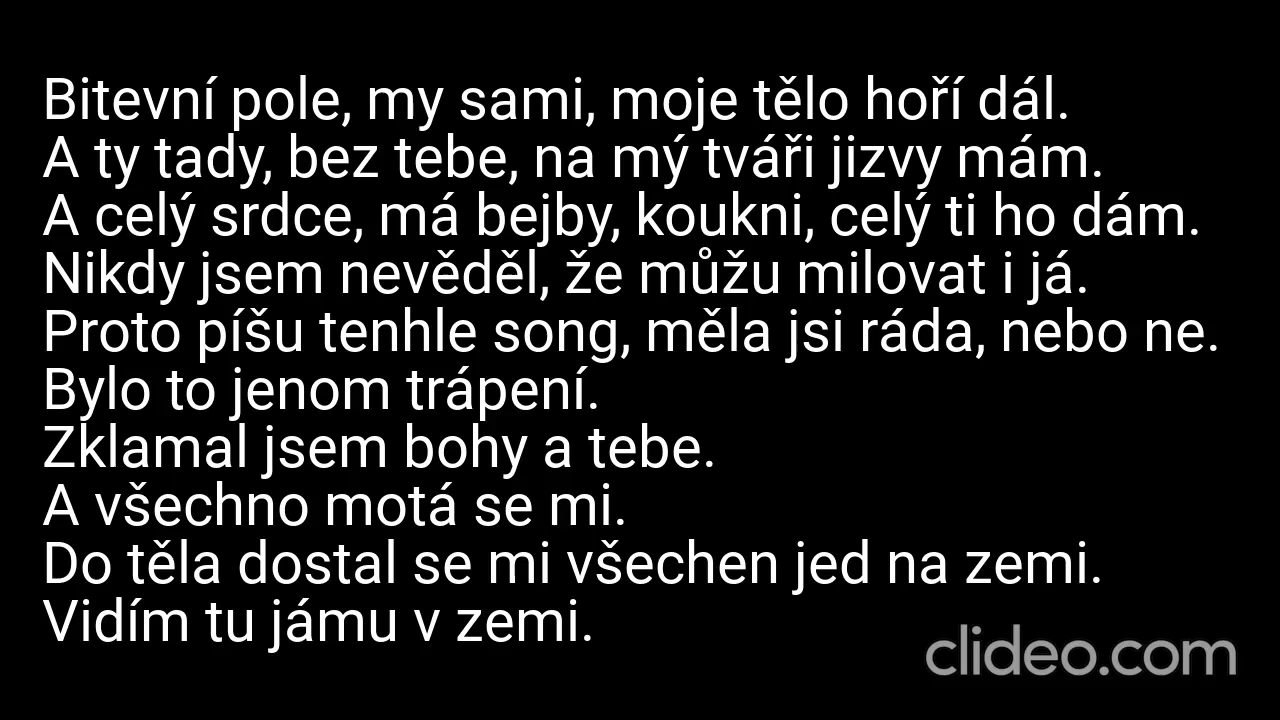 Bitevní pole, my sami, moje tělo hoří dál.
A ty tady, bez tebe, na mý tváři jizvy mám.
A celý srdce, má bejby, koukni, celý ti ho dám.
Nikdy jsem nevěděl, že můžu milovat i já.
Proto píšu tenhle song, měla jsi ráda, nebo ne.
Bylo to jenom trápení.
Zklamal jsem bohy a tebe.
A všechno motá se mi.
Do těla dostal se mi všechen jed na zemi.
Vidím tu jámu v zemi.
clideo.com